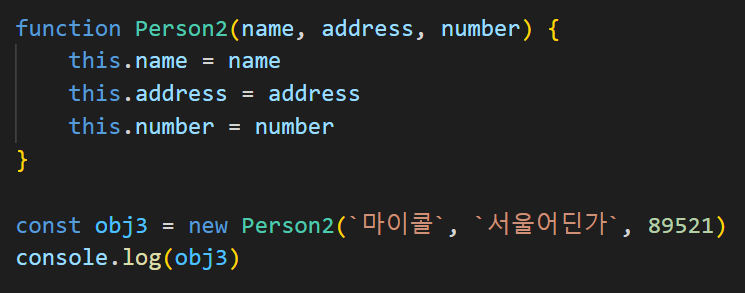 function Person2(name, address, number) {
    this.name = name
    this.address = address
    this.number = number
}
const obj3 = new Person2(`마이콜`, `서울어딘가`, 89521)
console.log(obj3)